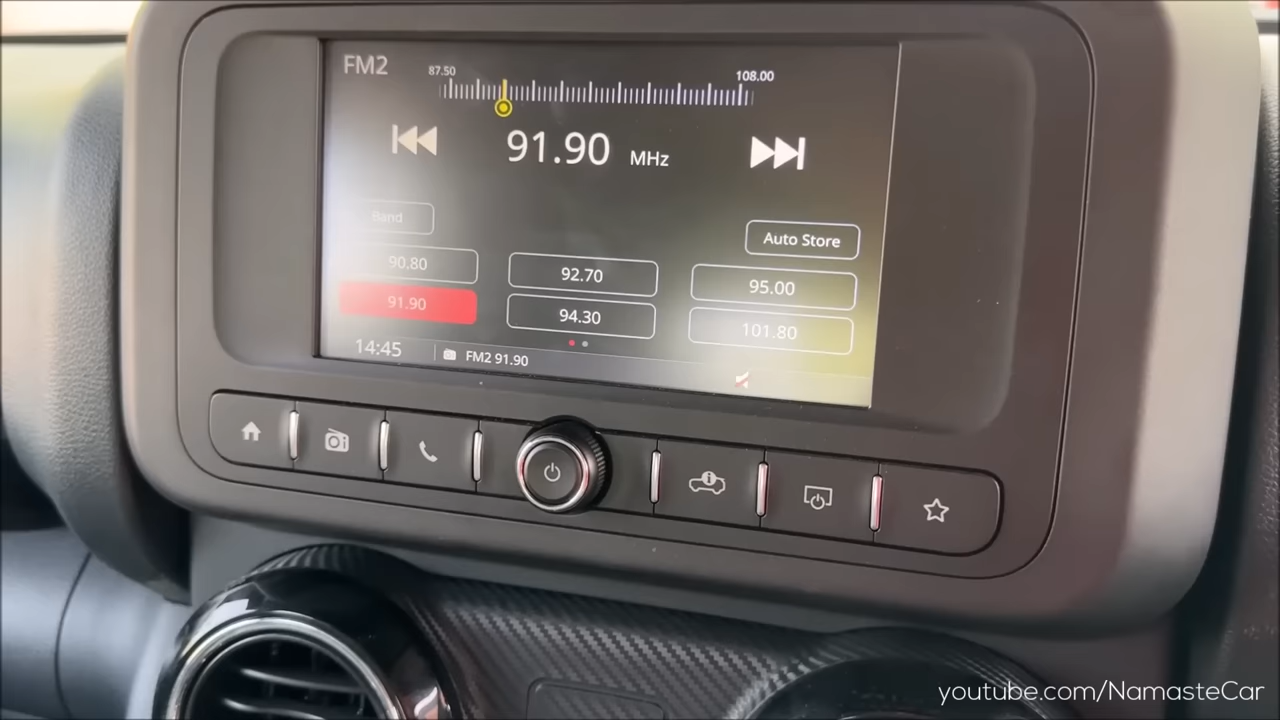 FM2
87.50
108.00
91.90 MHz
Band
Auto Store
90.80
92.70
95.00
91.90
94.30
101.80
14:45
FM2 91.90
youtube.com/NamasteCar